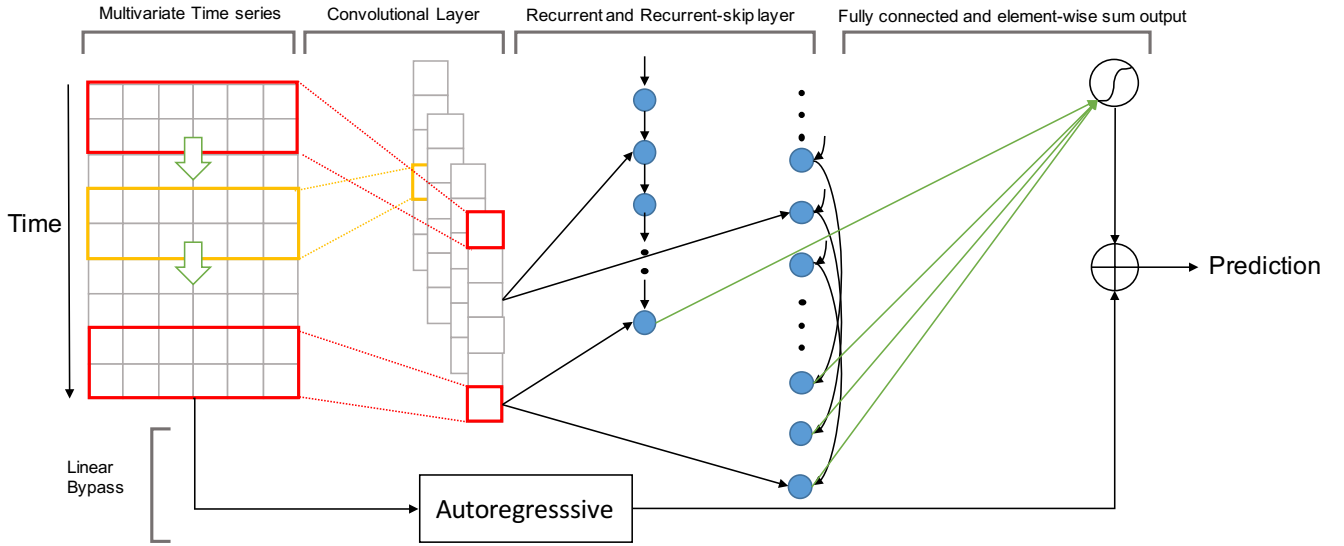 Multivariate Time series
Convolutional Layer
Recurrent and Recurrent-skip layer
Fully connected and element-wise sum output
Time
Prediction
Linear
Bypass
Autoregresssive